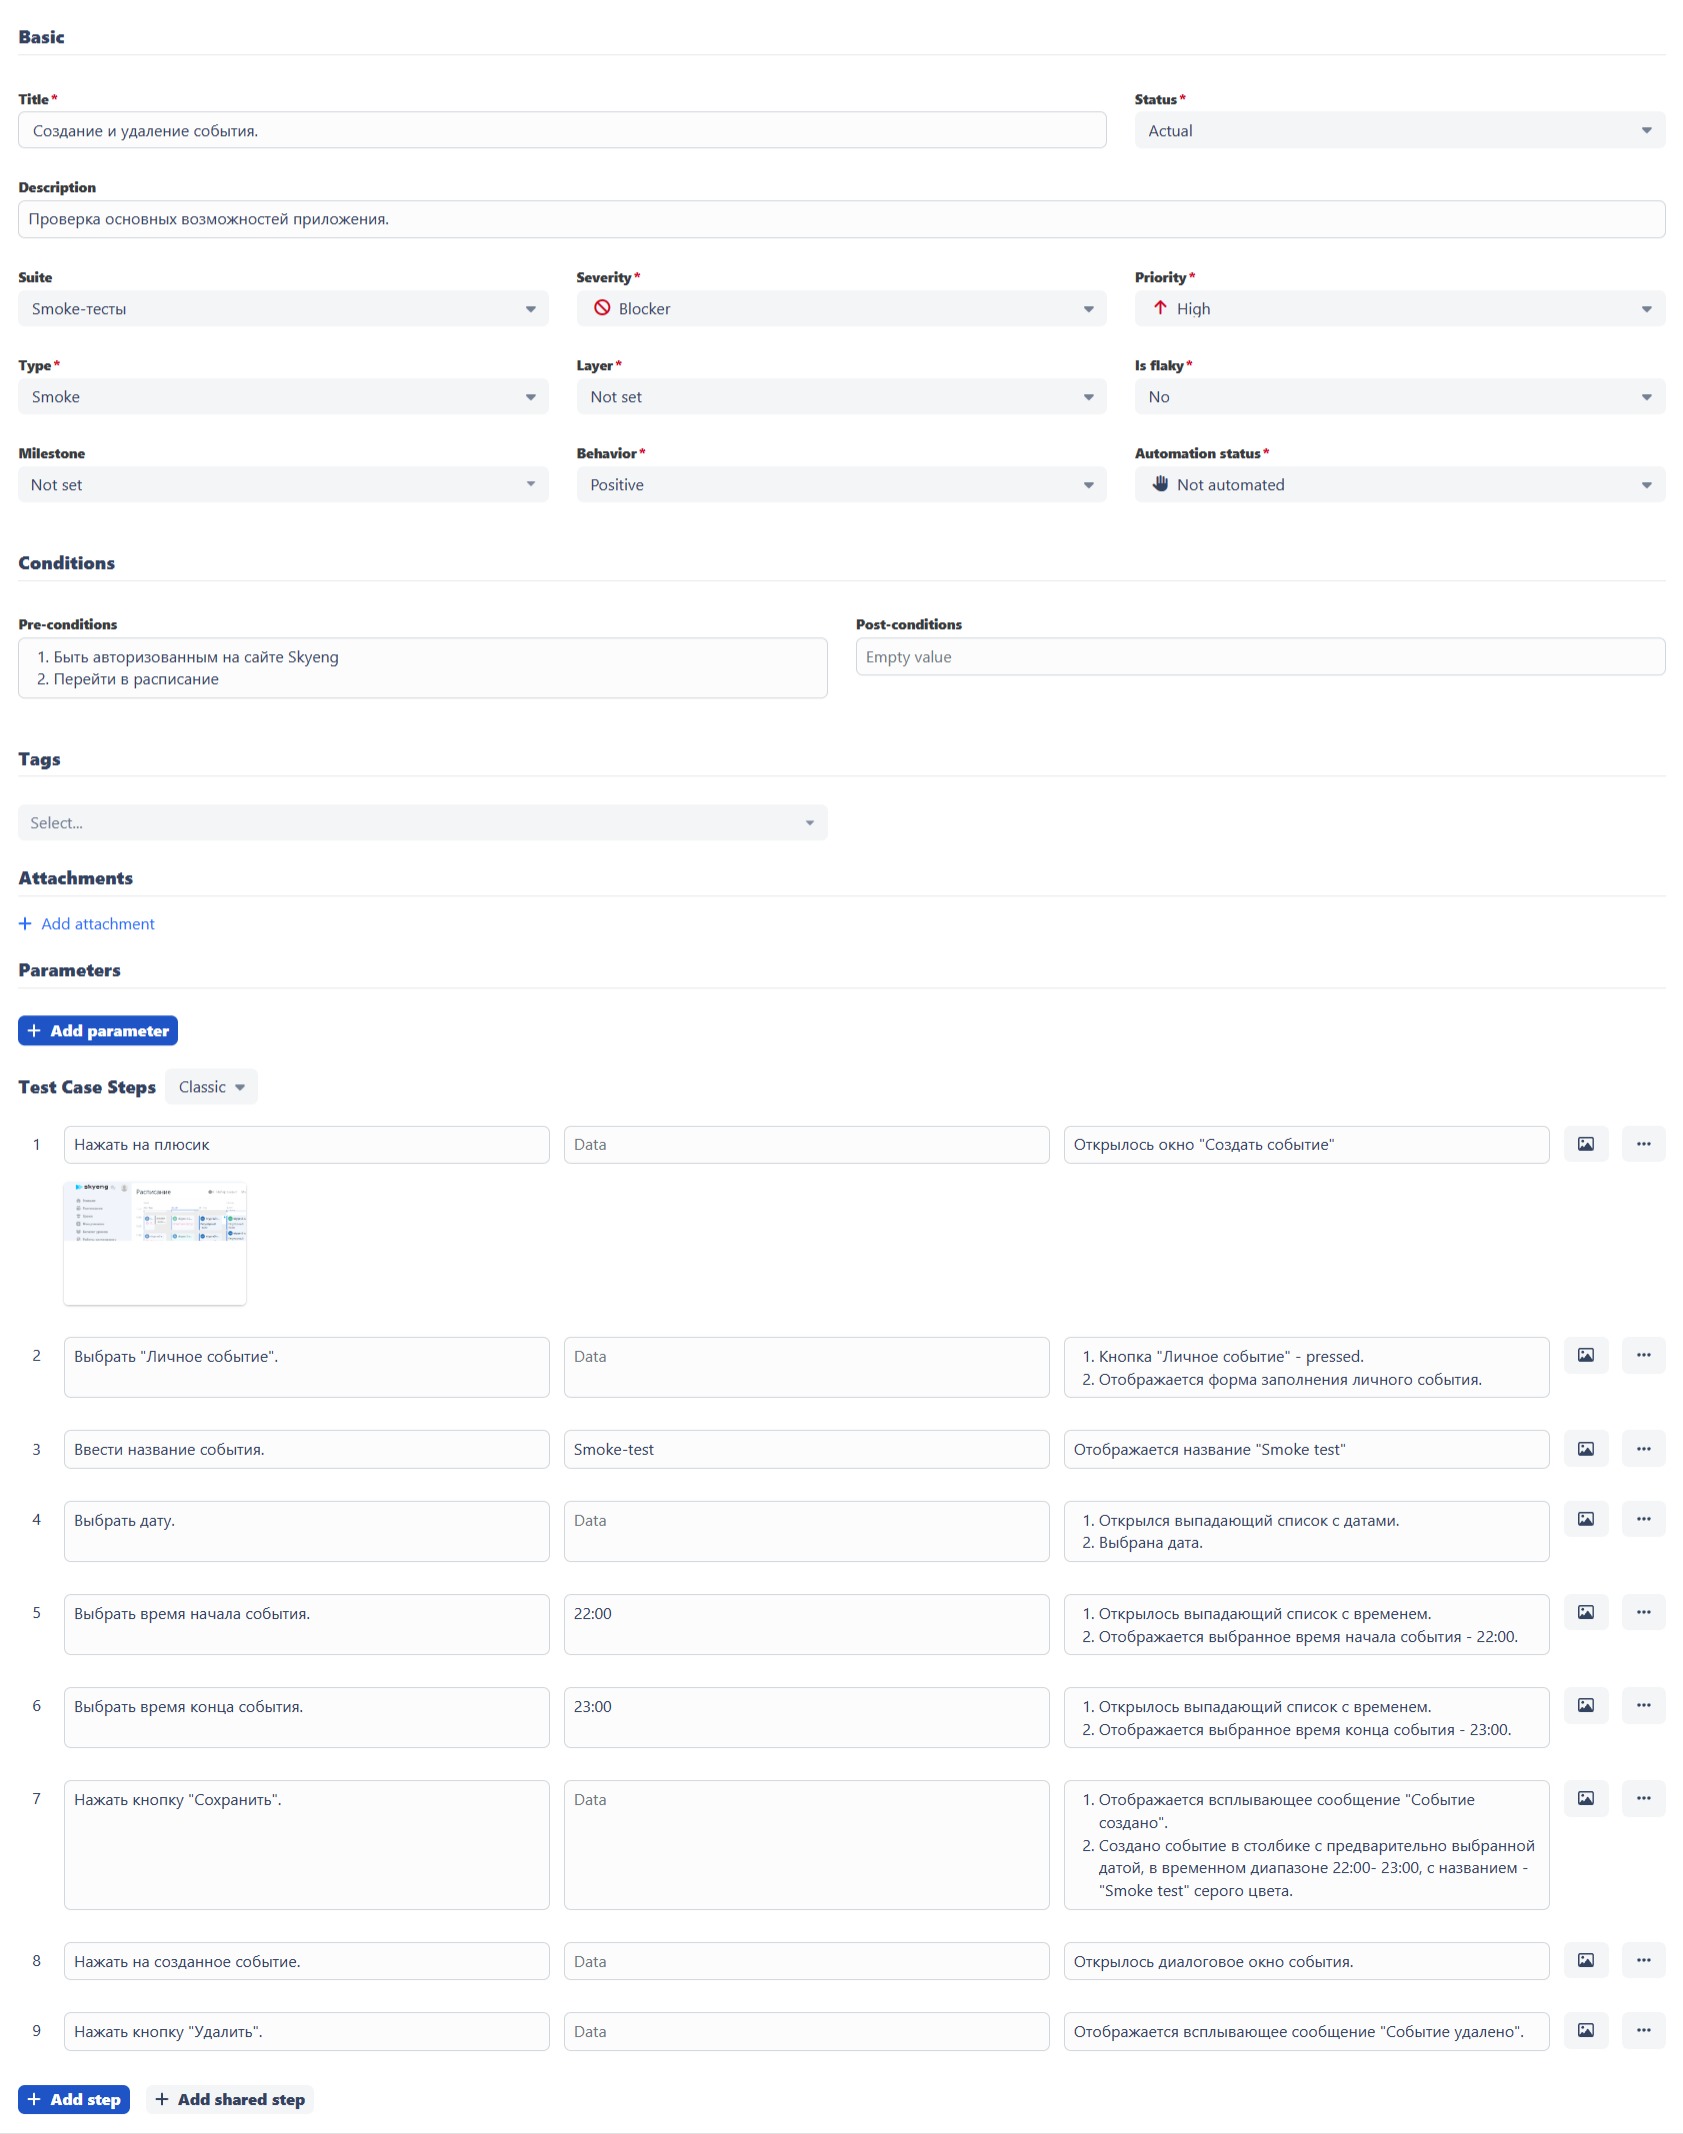 Basic
Title*
Status*
Создание и удаление события.
Actual
Description
Проверка основных возможностей приложения.
Suite
Severity*
Priority*
Smoke-тесты
Blocker
High
Type*
Layer*
Is flaky*
Smoke
Not set
No
Milestone
Behavior*
Automation status*
Not set
Positive
Not automated
Conditions
Pre-conditions
Post-conditions
1. Быть авторизованным на сайте Skyeng
2. Перейти в расписание
Empty value
Tags
Select...
Attachments
+ Add attachment
Parameters
+ Add parameter
Test Case Steps
Classic
1
Нажать на плюсик
Data
Открылось окно "Создать событие"
skyeng
Расписание
2
Выбрать "Личное событие".
Data
1. Кнопка "Личное событие" - pressed.
2. Отображается форма заполнения личного события.
3
Ввести название события.
Smoke-test
Отображается название "Smoke test"
4
Выбрать дату.
Data
1. Открылся выпадающий список с датами.
2. Выбрана дата.
5
Выбрать время начала события.
22:00
1. Открылось выпадающий список с временем.
2. Отображается выбранное время начала события - 22:00.
6
Выбрать время конца события.
23:00
1. Открылось выпадающий список с временем.
2. Отображается выбранное время конца события - 23:00.
7
Нажать кнопку "Сохранить".
Data
1. Отображается всплывающее сообщение "Событие
создано".
2. Создано событие в столбике с предварительно выбранной
датой, в временном диапазоне 22:00- 23:00, с названием -
"Smoke test" серого цвета.
8
Нажать на созданное событие.
Data
Открылось диалоговое окно события.
9
Нажать кнопку "Удалить".
Data
Отображается всплывающее сообщение "Событие удалено".
+ Add step
+ Add shared step